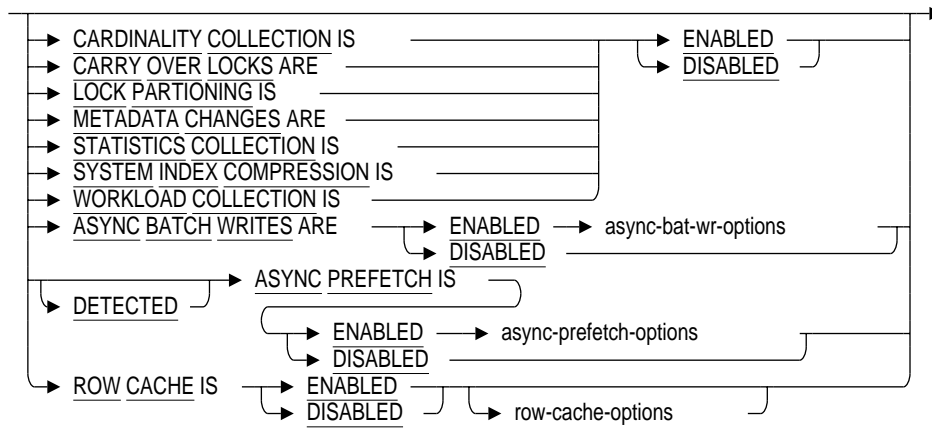 CARDINALITY COLLECTION IS ENABLED
CARRY OVER LOCKS ARE DISABLED
LOCK PARTIONING IS
METADATA CHANGES ARE
STATISTICS COLLECTION IS
SYSTEM INDEX COMPRESSION IS
WORKLOAD COLLECTION IS
ASYNC BATCH WRITES ARE ENABLED async-bat-wr-options
DISABLED
ASYNC PREFETCH IS
DETECTED
ENABLED async-prefetch-options
DISABLED
ROW CACHE IS ENABLED
DISABLED row-cache-options